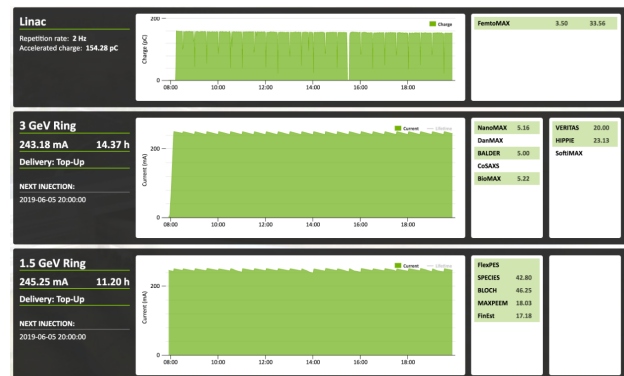 Linac
Repetition rate: 2 Hz
Accelerated charge: 154.28 pC
Charge (pC)
200
0
08:00 10:00 12:00 14:00 16:00 18:00
Charge
FemtoMAX 3.50 33.56
3 GeV Ring
243.18 mA 14.37 h
Delivery: Top-Up
NEXT INJECTION:
2019-06-05 20:00:00
Current (mA)
200
0
08:00 10:00 12:00 14:00 16:00 18:00
Current Lifetime
NanoMAX 5.16
DanMAX
BALDER 5.00
CoSAXS
BioMAX 5.22
VERITAS 20.00
HIPPIE 23.13
SoftiMAX
1.5 GeV Ring
245.25 mA 11.20 h
Delivery: Top-Up
NEXT INJECTION:
2019-06-05 20:00:00
Current (mA)
200
0
08:00 10:00 12:00 14:00 16:00 18:00
Current Lifetime
FlexPES
SPECIES 42.80
BLOCH 46.25
MAXPEEM 18.03
FinEst 17.18